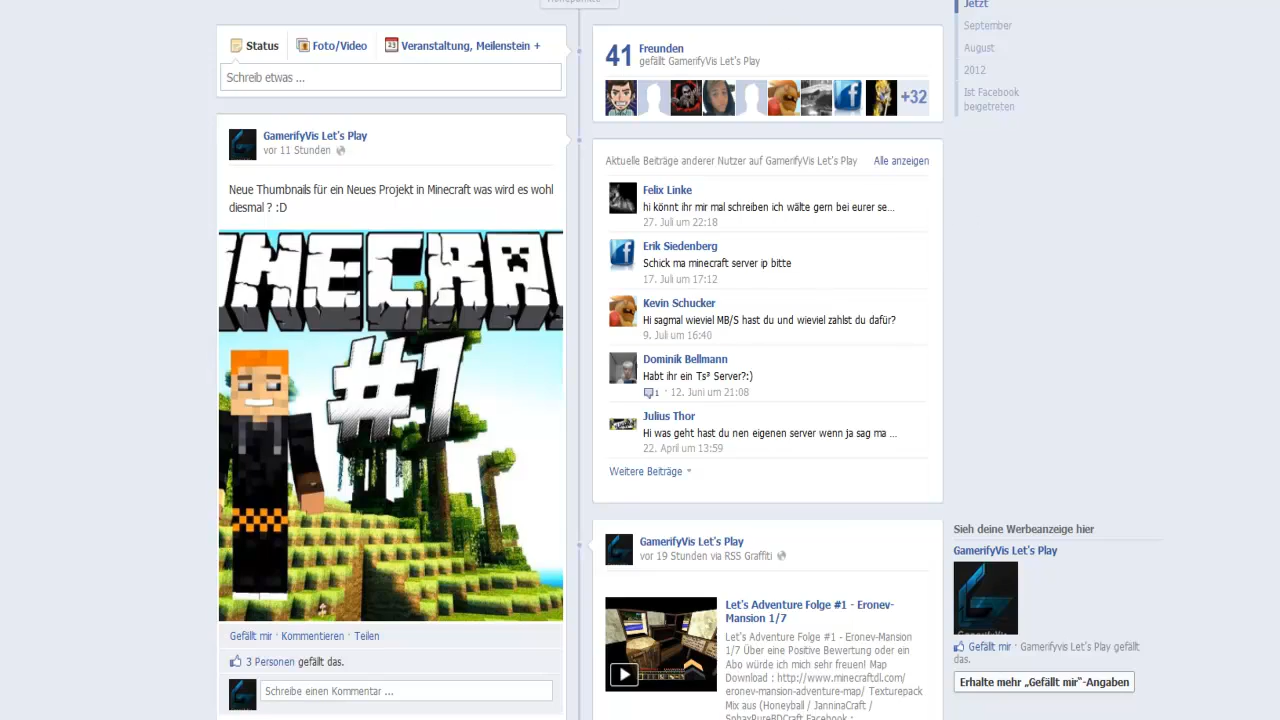 Status
Foto/Video
Veranstaltung, Meilenstein +
Schreib etwas ...
GamerifyVis Let's Play
vor 11 Stunden
Neue Thumbnails für ein Neues Projekt in Minecraft was wird es wohl
diesmal ? :D
#1
Gefällt mir · Kommentieren · Teilen
3 Personen gefällt das.
Schreibe einen Kommentar ...
41 Freunden
gefällt GamerifyVis Let's Play
+32
Aktuelle Beiträge anderer Nutzer auf GamerifyVis Let's Play
Alle anzeigen
Felix Linke
hi könnt ihr mir mal schreiben ich wälte gern bei eurer se...
27. Juli um 22:18
Erik Siedenberg
Schick ma minecraft server ip bitte
17. Juli um 17:12
Kevin Schucker
Hi sagmal wieviel MB/S hast du und wieviel zahlst du dafür?
9. Juli um 16:40
Dominik Bellmann
Habt ihr ein Ts³ Server?:)
1 · 12. Juni um 21:08
Julius Thor
Hi was geht hast du nen eigenen server wenn ja sag ma ...
22. April um 13:59
Weitere Beiträge
GamerifyVis Let's Play
vor 19 Stunden via RSS Graffiti
Let's Adventure Folge #1 - Eronev-
Mansion 1/7
Let's Adventure Folge #1 - Eronev-Mansion
1/7 Über eine Positive Bewertung oder ein
Abo würde ich mich sehr freuen! Map
Download : http://www.minecraftdl.com/
eronev-mansion-adventure-map/ Texturepack
Mix aus (Honeyball / JanninaCraft /
SphaxPureBDCraft Facebook :
Jetzt
September
August
2012
Ist Facebook
beigetreten
Sieh deine Werbeanzeige hier
GamerifyVis Let's Play
Gefällt mir · Gamerifyvis Let's Play gefällt
das.
Erhalte mehr „Gefällt mir“-Angaben